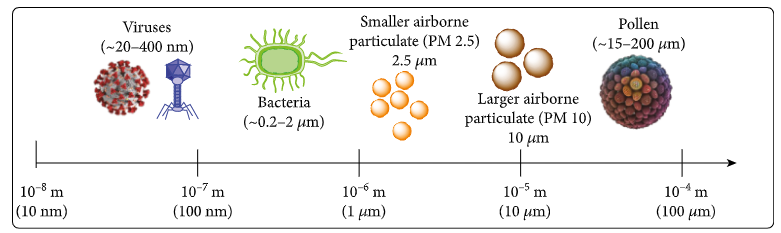 Viruses
(~20–400 nm)
Bacteria
(~0.2–2 μm)
Smaller airborne
particulate (PM 2.5)
2.5 μm
Larger airborne
particulate (PM 10)
10 μm
Pollen
(~15–200 μm)
10⁻⁸ m
(10 nm)
10⁻⁷ m
(100 nm)
10⁻⁶ m
(1 μm)
10⁻⁵ m
(10 μm)
10⁻⁴ m
(100 μm)